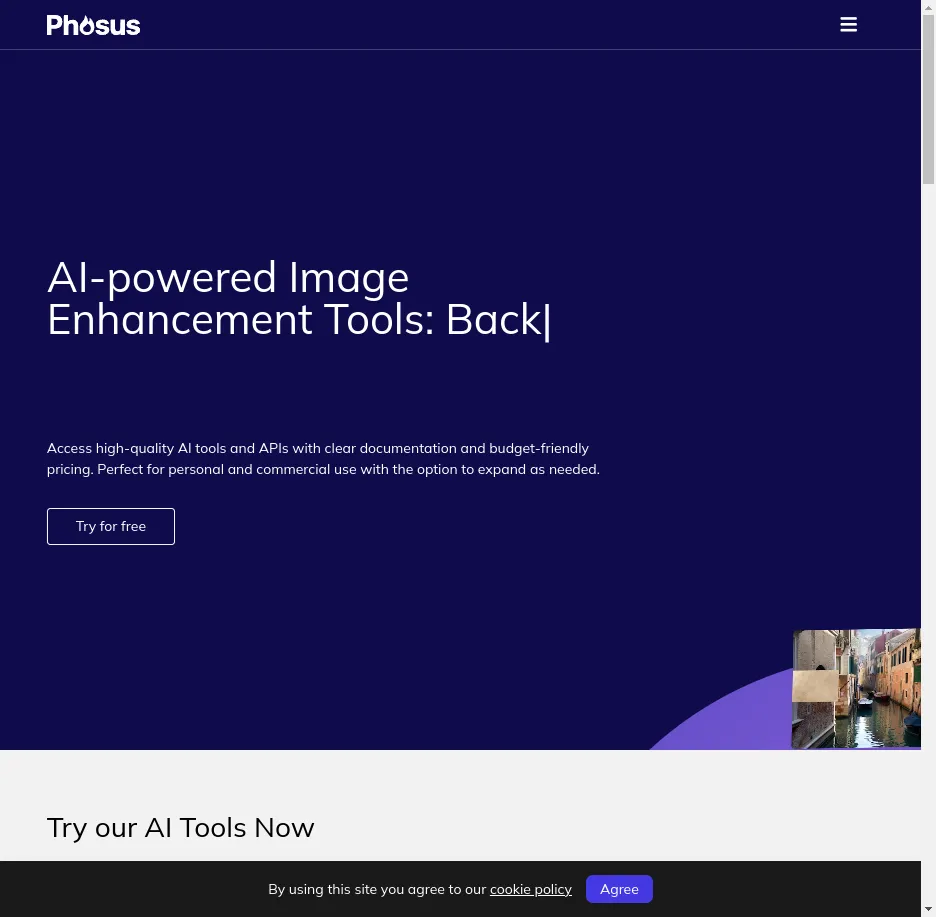 Phosus
AI-powered Image
Enhancement Tools: Back|
Access high-quality AI tools and APIs with clear documentation and budget-friendly
pricing. Perfect for personal and commercial use with the option to expand as needed.
Try for free
Try our AI Tools Now
By using this site you agree to our cookie policy
Agree